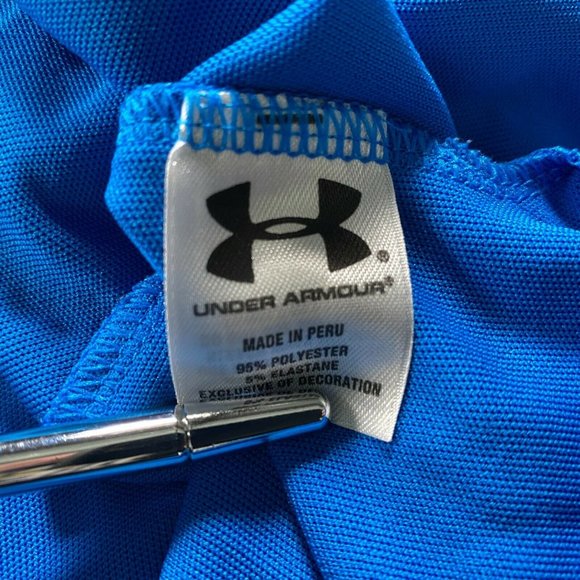 UNDER ARMOUR®
MADE IN PERU
95% POLYESTER
5% ELASTANE
EXCLUSIVE OF DECORATION